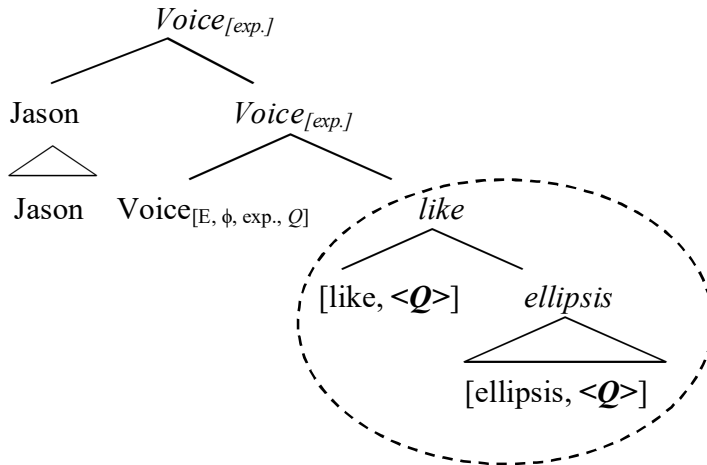 Voice[exp.]
Jason Voice[exp.]
Jason Voice[E, ϕ, exp., Q] like
[like, <Q>] ellipsis
[ellipsis, <Q>]